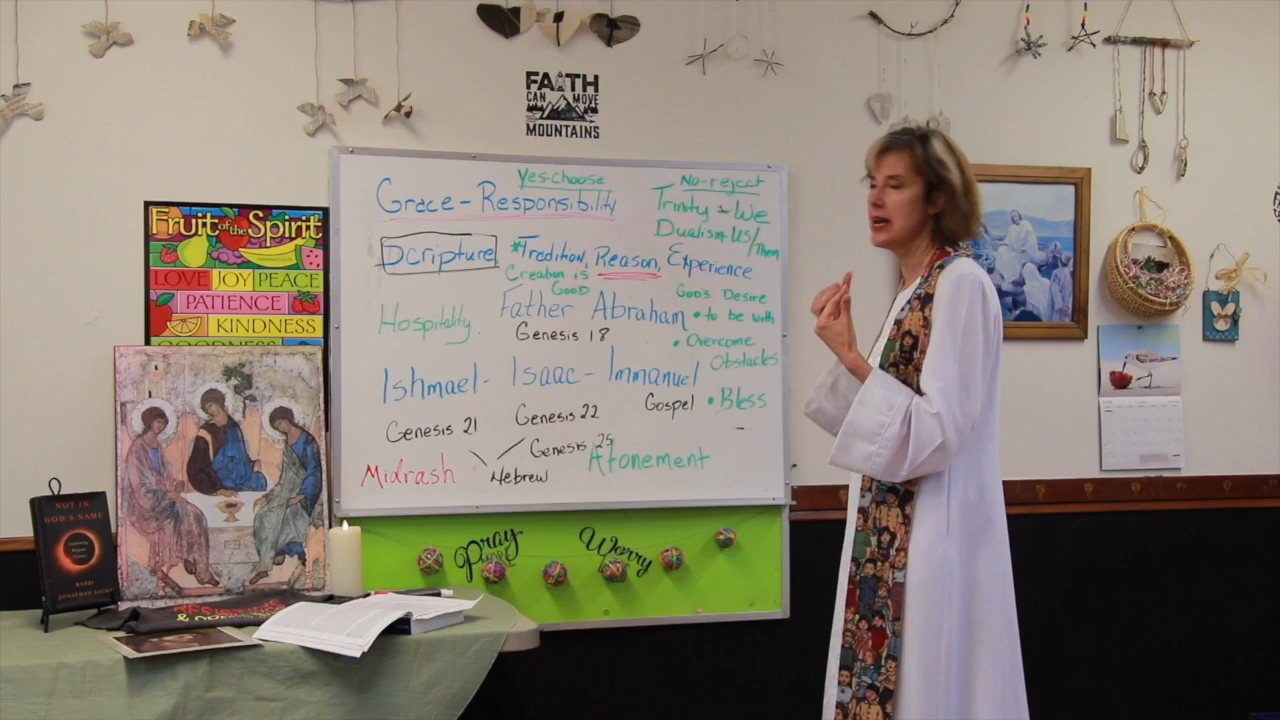 FAITH
CAN MOVE
MOUNTAINS
Yes-choose
No-reject
Grace-Responsibility
Trinity - We
Dualism-US/Them
Scripture
*Tradition, Reason, Experience
Creation is
GOOD
God's Desire
Hospitality
Father Abraham
• to be with
Genesis 18
• Overcome
Obstacles
Ishmael- Isaac - Immanuel
Gospel
• Bless
Genesis 21
Genesis 22
Genesis 25
Atonement
Midrash
Hebrew
Fruit of the Spirit
LOVE JOY PEACE
PATIENCE
KINDNESS
GOODNESS
NOT IN
GOD'S NAME
RABBI
JONATHAN SACKS
Pray
MORE
Worry